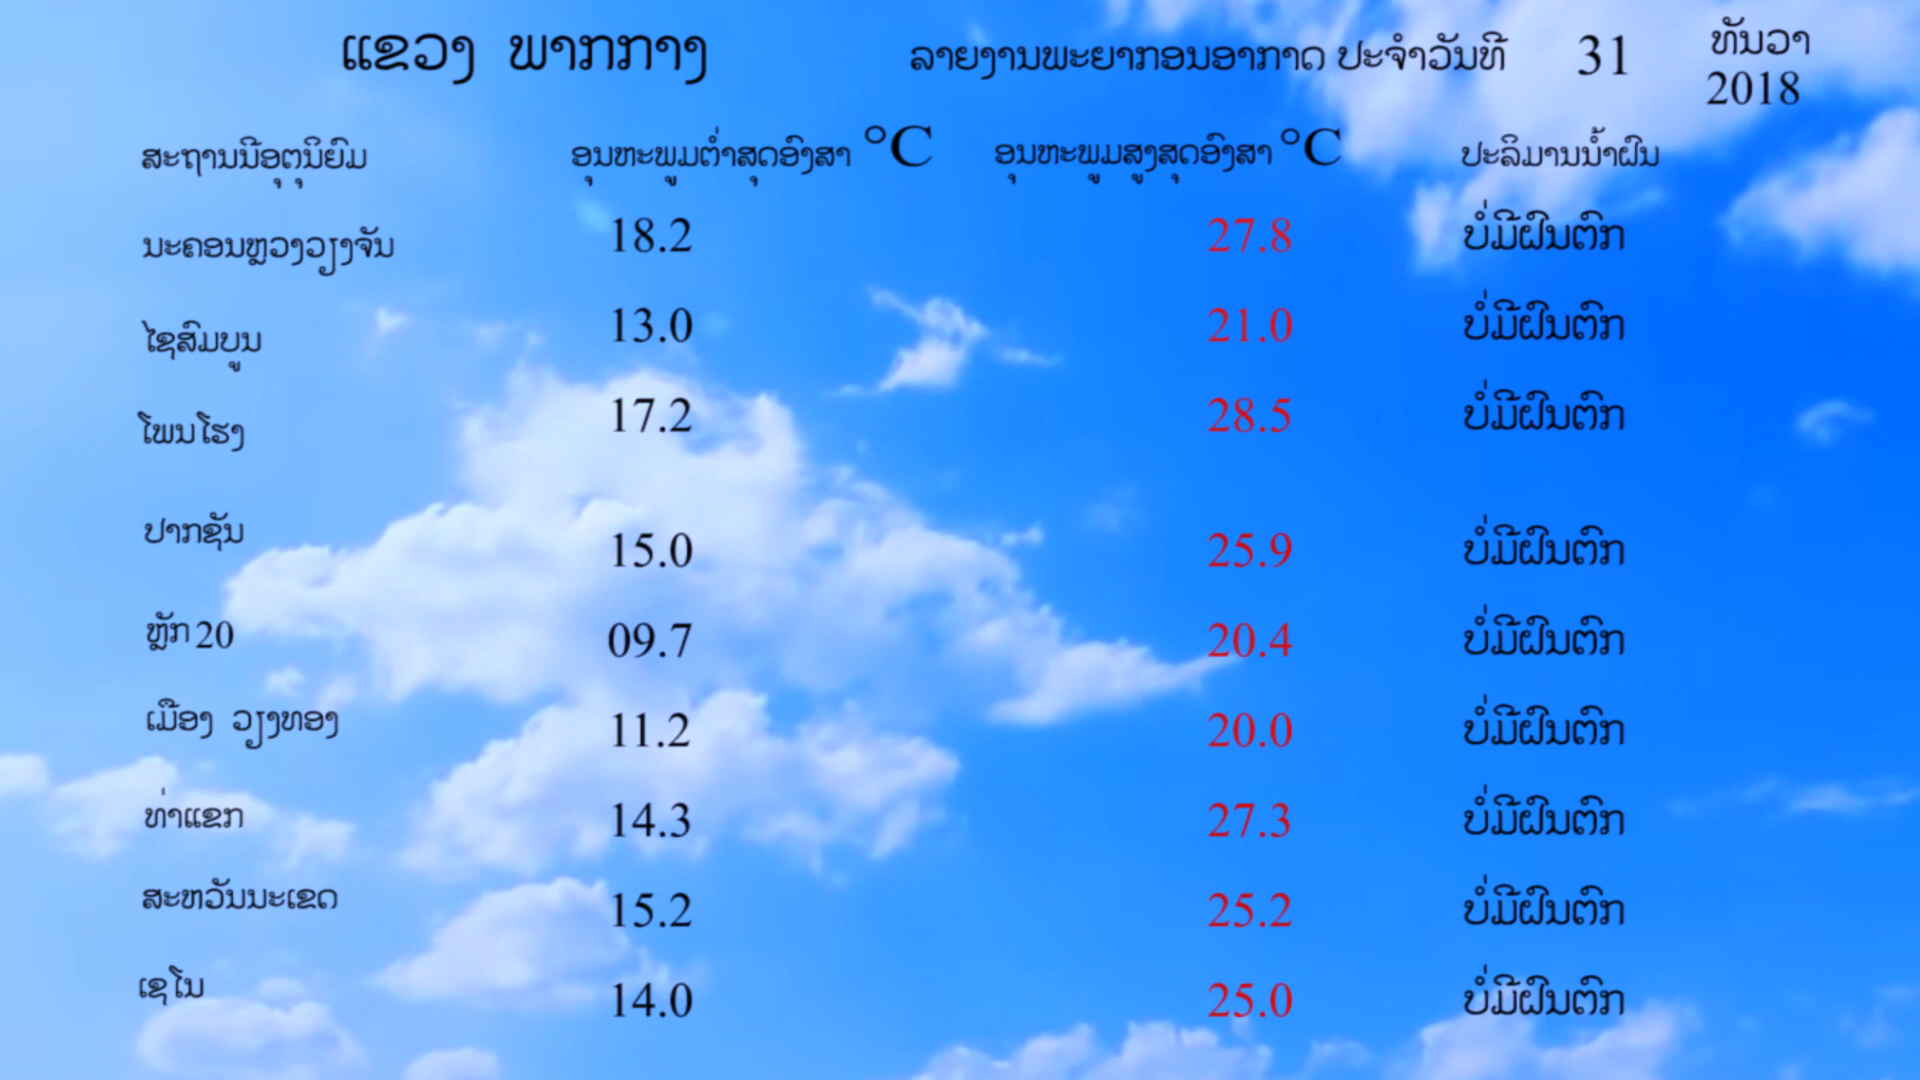 ແຂວງ ພາກກາງ ລາຍງານພະຍາກອນອາກາດ ປະຈຳວັນທີ 31 ທັນວາ 2018
ສະຖານນີອຸຕຸນິຍົມ ອຸນຫະພູມຕ່ຳສຸດອົງສາ °C ອຸນຫະພູມສູງສຸດອົງສາ °C ປະລິມານນ້ຳຝົນ
ນະຄອນຫຼວງວຽງຈັນ 18.2 27.8 ບໍ່ມີຝົນຕົກ
ໄຊສົມບູນ 13.0 21.0 ບໍ່ມີຝົນຕົກ
ໂພນໂຮງ 17.2 28.5 ບໍ່ມີຝົນຕົກ
ປາກຊັນ 15.0 25.9 ບໍ່ມີຝົນຕົກ
ຫຼັກ20 09.7 20.4 ບໍ່ມີຝົນຕົກ
ເມືອງ ວຽງທອງ 11.2 20.0 ບໍ່ມີຝົນຕົກ
ທ່າແຂກ 14.3 27.3 ບໍ່ມີຝົນຕົກ
ສະຫວັນນະເຂດ 15.2 25.2 ບໍ່ມີຝົນຕົກ
ເຊໂນ 14.0 25.0 ບໍ່ມີຝົນຕົກ